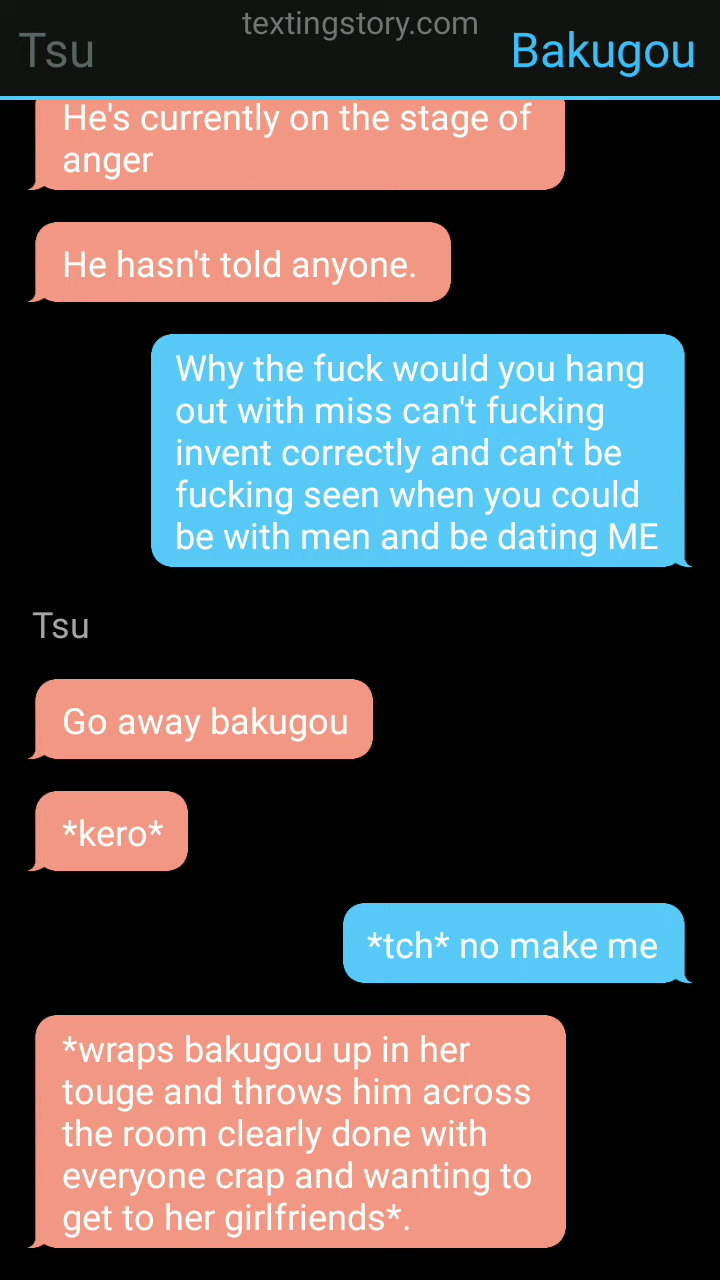 textingstory.com
Tsu
Bakugou
He's currently on the stage of
anger
He hasn't told anyone.
Why the fuck would you hang
out with miss can't fucking
invent correctly and can't be
fucking seen when you could
be with men and be dating ME
Tsu
Go away bakugou
*kero*
*tch* no make me
*wraps bakugou up in her
touge and throws him across
the room clearly done with
everyone crap and wanting to
get to her girlfriends*.